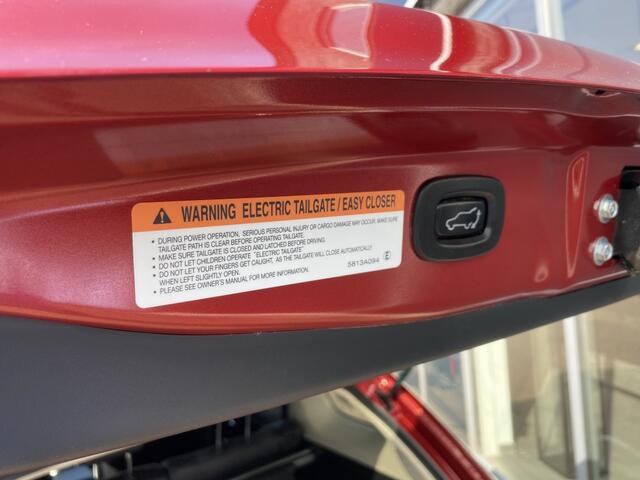 WARNING ELECTRIC TAILGATE / EASY CLOSER
• DURING POWER OPERATION, SERIOUS PERSONAL INJURY OR CARGO DAMAGE MAY OCCUR. MAKE SURE
TAILGATE PATH IS CLEAR BEFORE OPERATING TAILGATE.
• MAKE SURE TAILGATE IS CLOSED AND LATCHED BEFORE DRIVING.
• DO NOT LET CHILDREN OPERATE "ELECTRIC TAILGATE"
• DO NOT LET YOUR FINGERS GET CAUGHT, AS THE TAILGATE WILL CLOSE AUTOMATICALLY
WHEN LEFT SLIGHTLY OPEN.
• PLEASE SEE OWNER'S MANUAL FOR MORE INFORMATION.
5813A094 Ⓔ